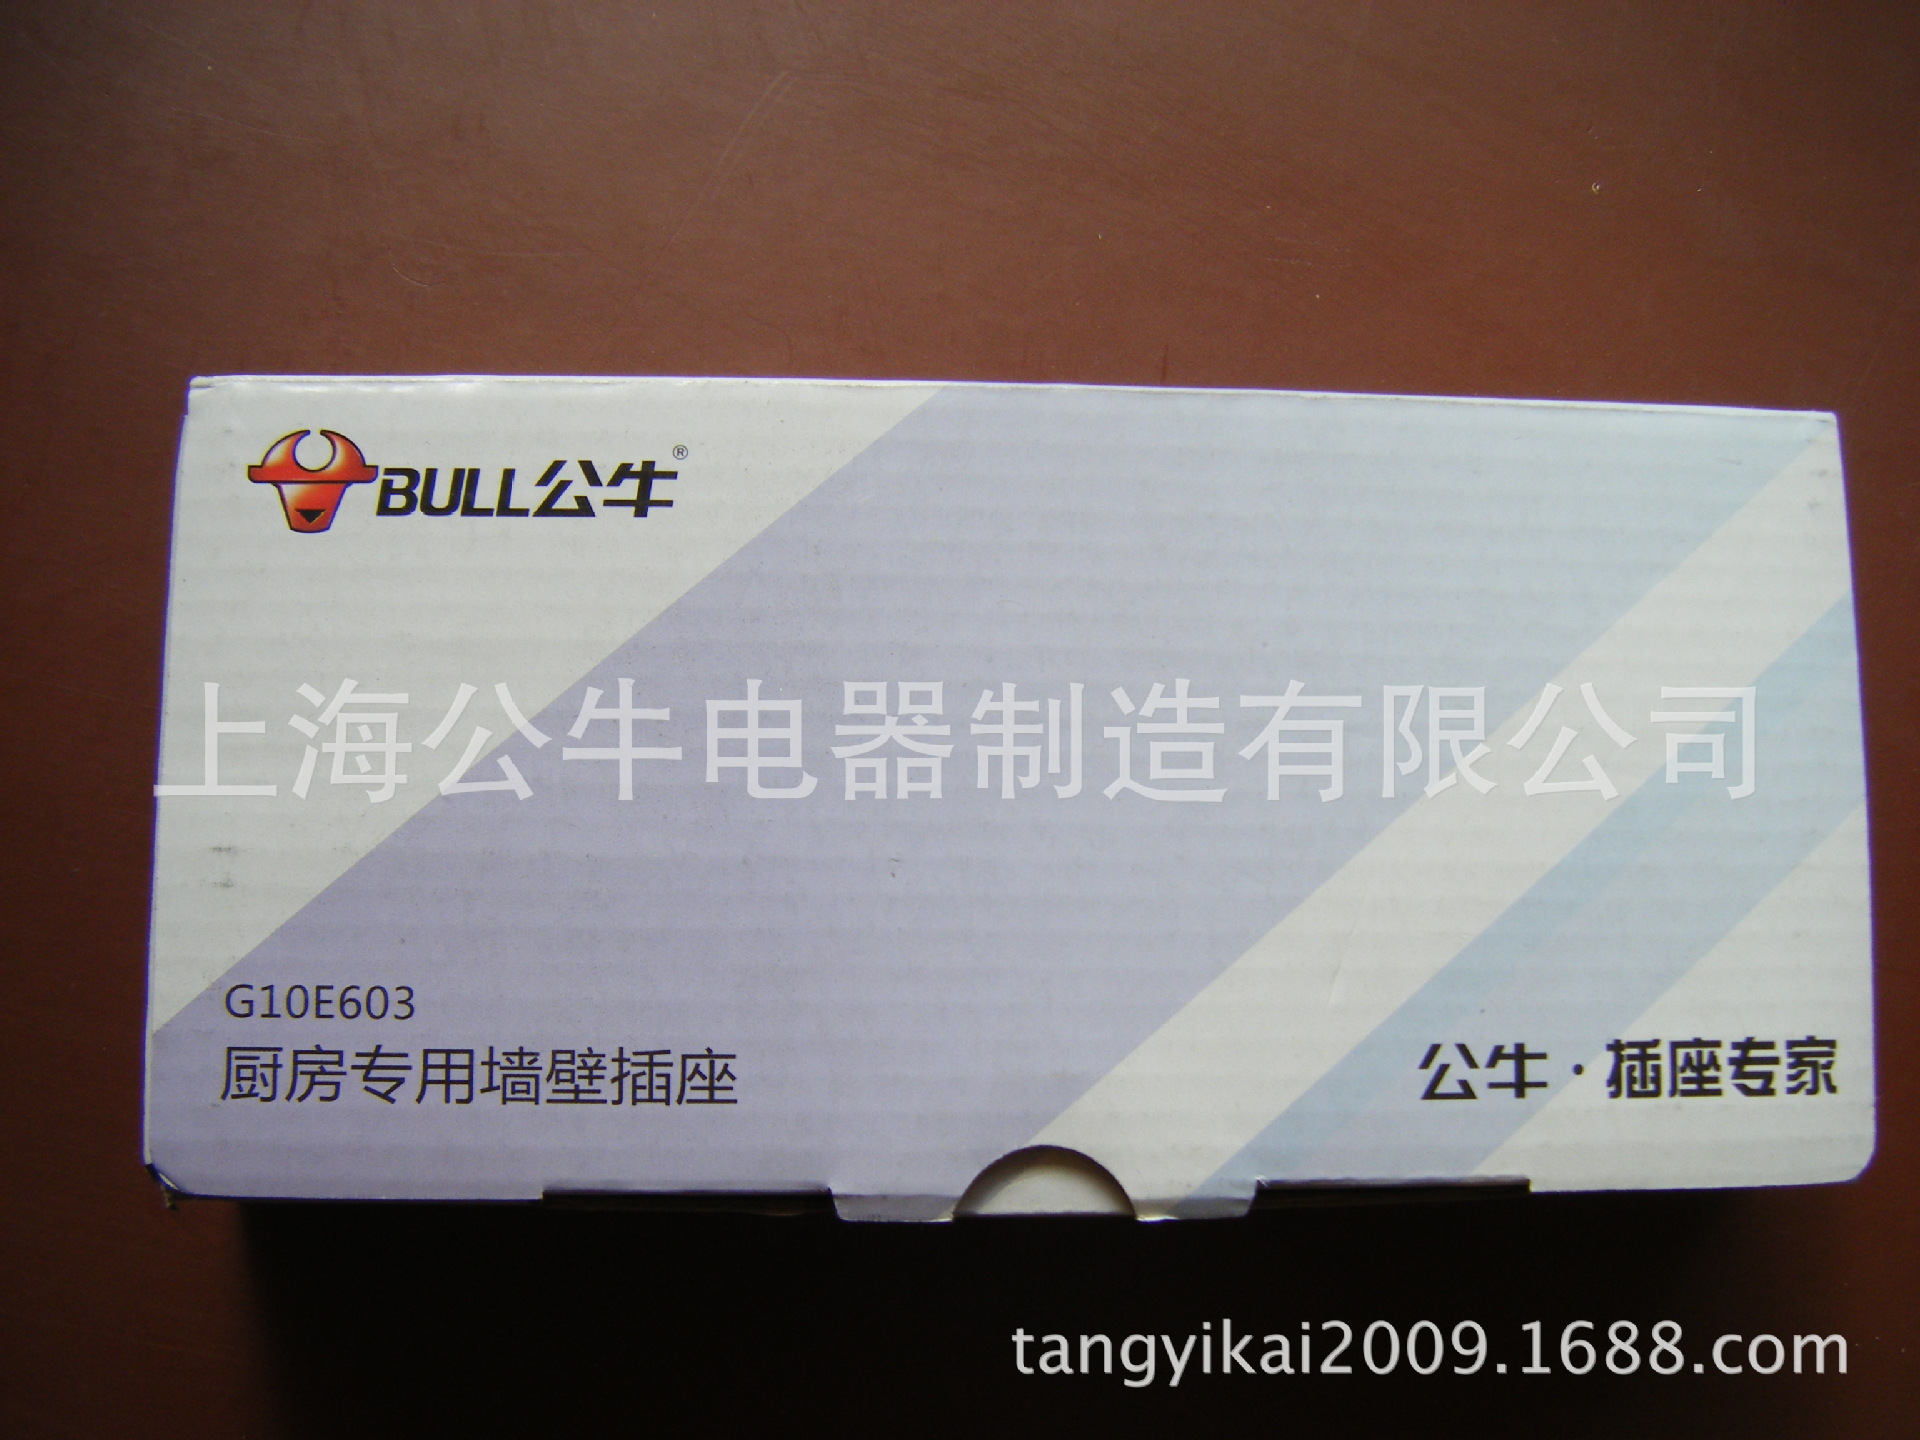 BULL公牛®
上海公牛电器制造有限公司
G10E603
厨房专用墙壁插座
公牛·插座专家
tangyikai2009.1688.com